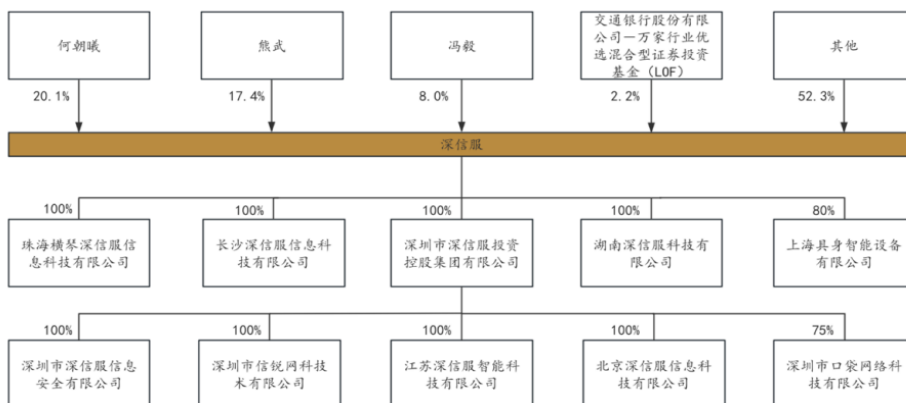 何朝曦
熊武
冯毅
交通银行股份有限
公司－万家行业优
选混合型证券投资
基金（LOF）
其他
20.1%
17.4%
8.0%
2.2%
52.3%
深信服
100%
100%
100%
100%
80%
珠海横琴深信服信
息科技有限公司
长沙深信服信息科
技有限公司
深圳市深信服投资
控股集团有限公司
湖南深信服科技有
限公司
上海具身智能设备
有限公司
100%
100%
100%
100%
75%
深圳市深信服信息
安全有限公司
深圳市信锐网科技
术有限公司
江苏深信服智能科
技有限公司
北京深信服信息科
技有限公司
深圳市口袋网络科
技有限公司